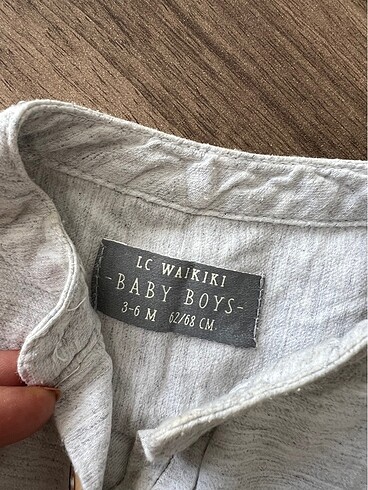 LC WAIKIKI
-BABY BOYS-
3-6 M 62/68 CM